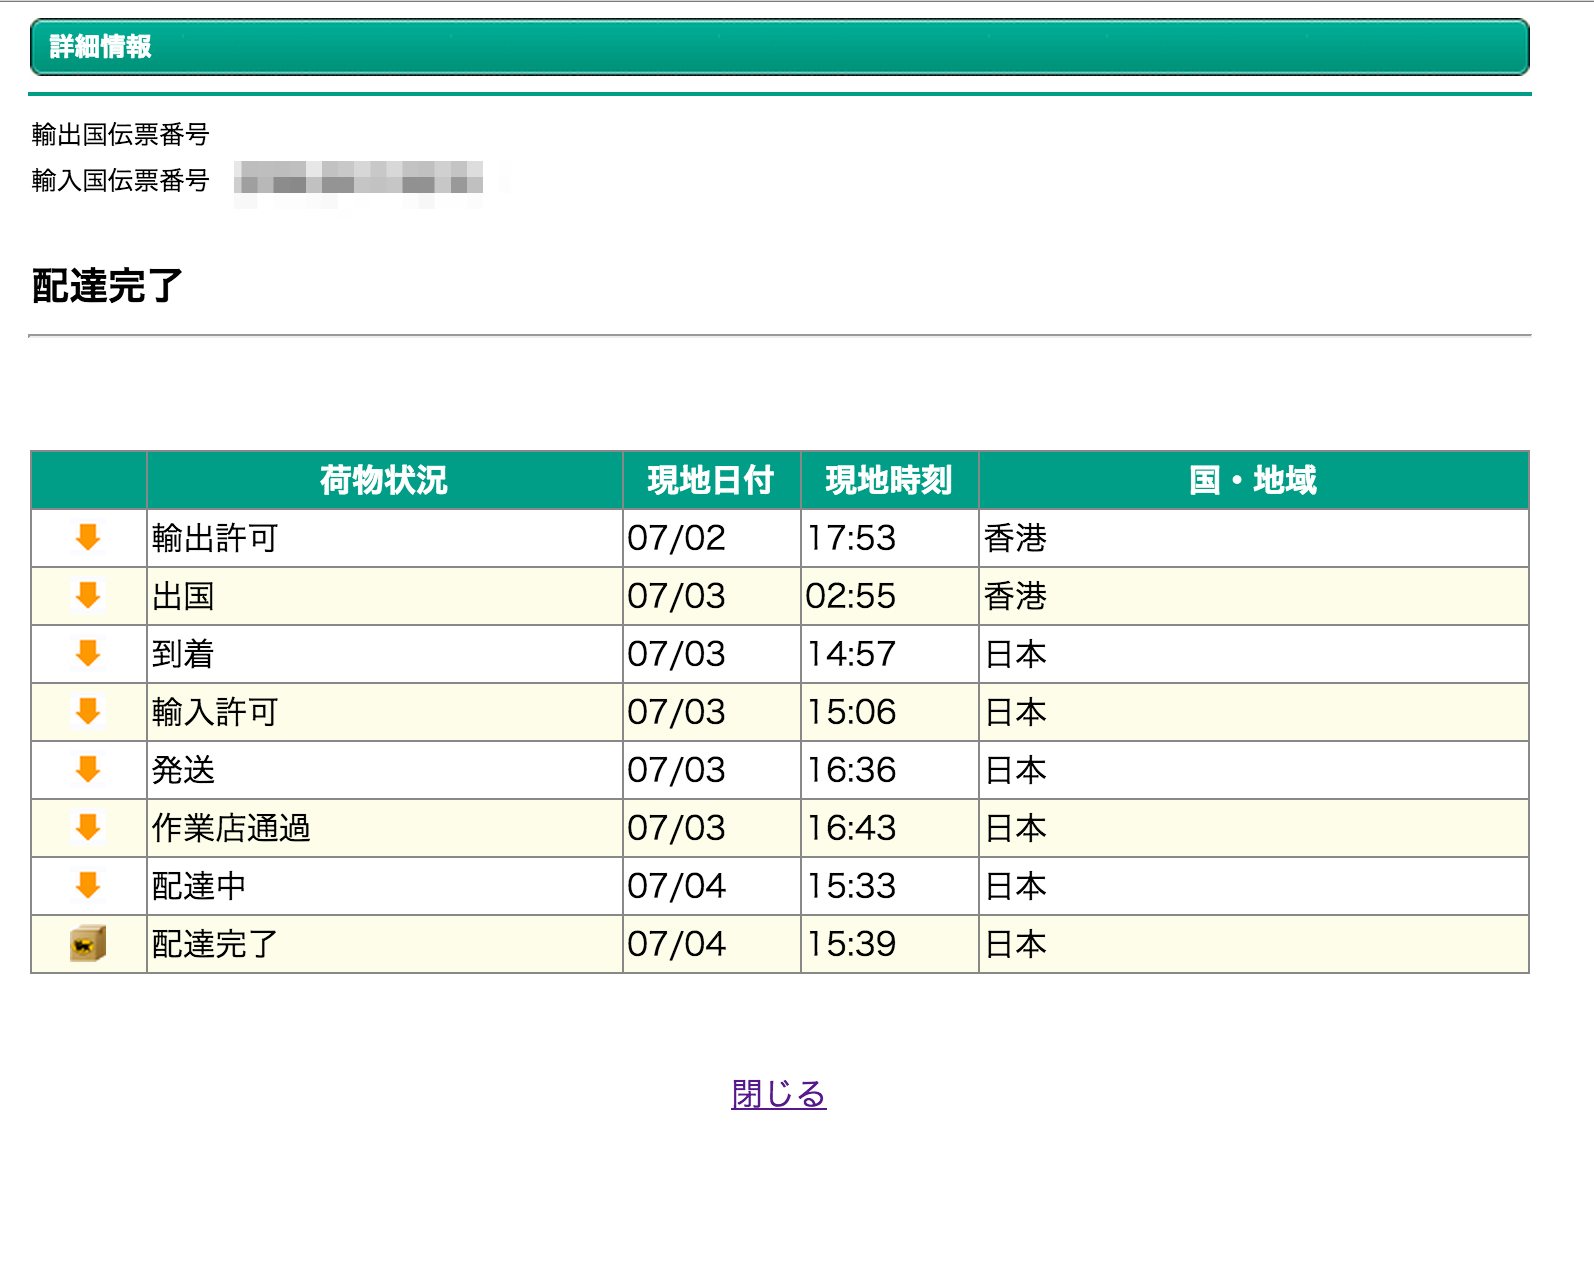 詳細情報
輸出国伝票番号
輸入国伝票番号
配達完了
荷物状況 現地日付 現地時刻 国・地域
輸出許可 07/02 17:53 香港
出国 07/03 02:55 香港
到着 07/03 14:57 日本
輸入許可 07/03 15:06 日本
発送 07/03 16:36 日本
作業店通過 07/03 16:43 日本
配達中 07/04 15:33 日本
配達完了 07/04 15:39 日本
閉じる